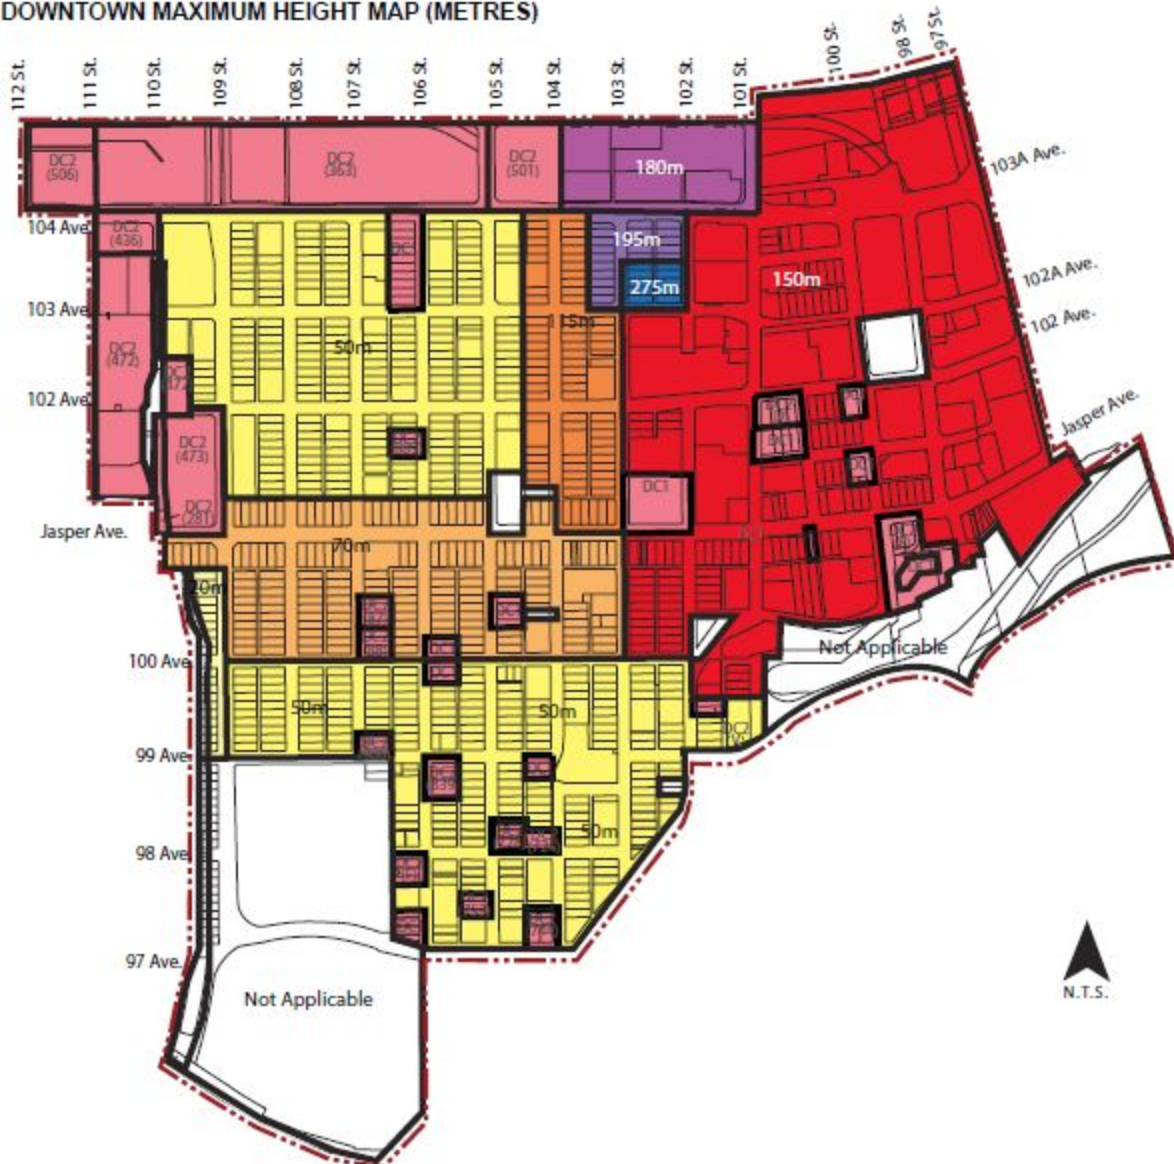 DOWNTOWN MAXIMUM HEIGHT MAP (METRES)
112 St.
111 St.
110 St.
109 St.
108 St.
107 St.
106 St.
105 St.
104 St.
103 St.
102 St.
101 St.
100 St.
98 St.
97 St.
103A Ave.
102A Ave.
102 Ave.
Jasper Ave.
DC2
(506)
DC2
(363)
DC2
(501)
180m
104 Ave
DC2
(436)
195m
275m
150m
103 Ave
DC2
(472)
50m
115m
102 Ave
DC2
(473)
DC2
(281)
DC1
Jasper Ave.
70m
100 Ave
Not Applicable
50m
50m
DC2
99 Ave
98 Ave
50m
97 Ave.
Not Applicable
N.T.S.